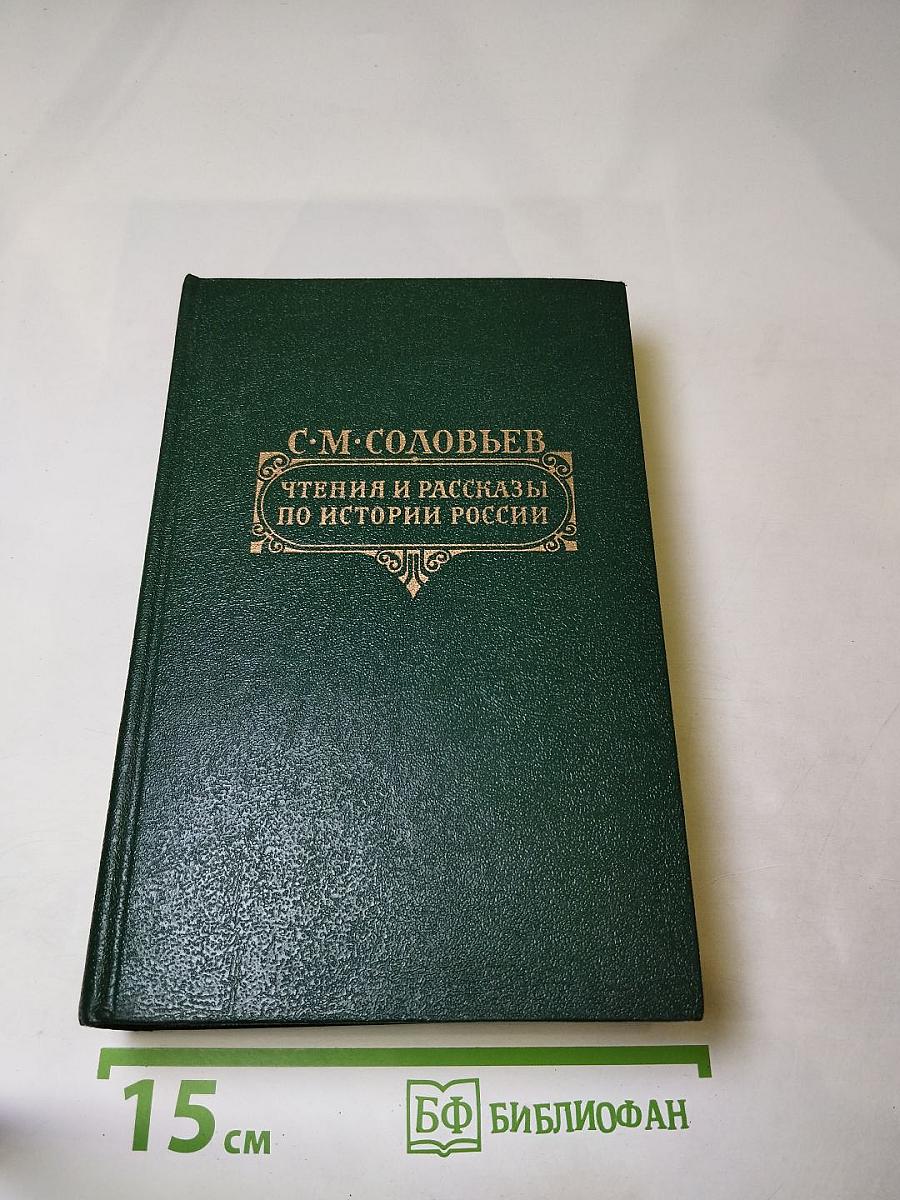 С·М·СОЛОВЬЕВ
ЧТЕНИЯ И РАССКАЗЫ
ПО ИСТОРИИ РОССИИ
15 см
БФ БИБЛИОФАН